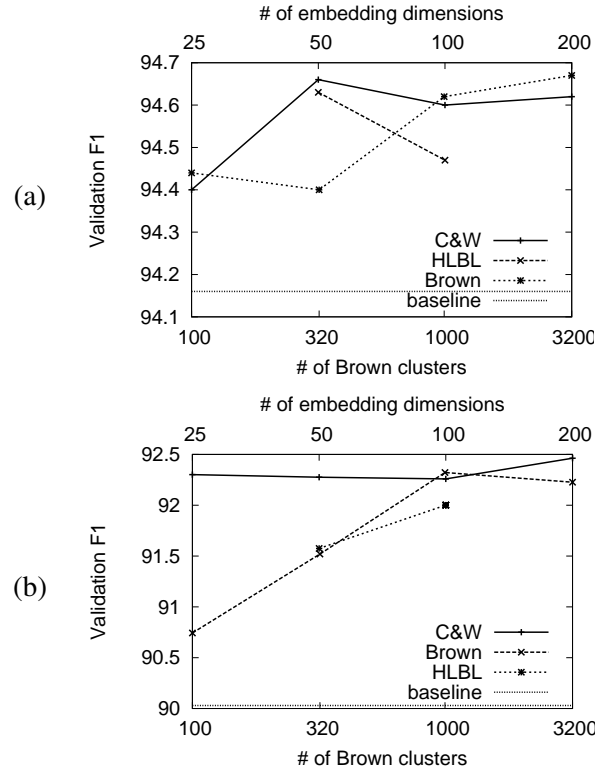 # of embedding dimensions
25 50 100 200
94.7
94.6
94.5
94.4
94.3
94.2
94.1
Validation F1
(a)
C&W
HLBL
Brown
baseline
100 320 1000 3200
# of Brown clusters
# of embedding dimensions
25 50 100 200
92.5
92
91.5
91
90.5
90
Validation F1
(b)
C&W
Brown
HLBL
baseline
100 320 1000 3200
# of Brown clusters